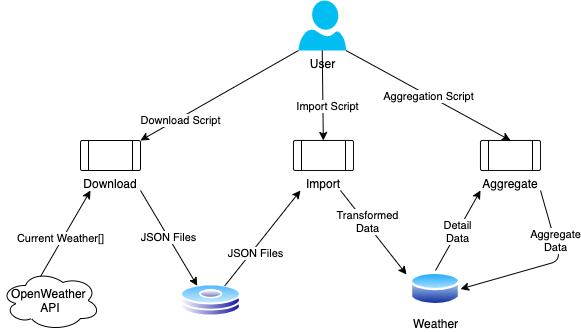 User
Download Script
Import Script
Aggregation Script
Download
Import
Aggregate
Current Weather[]
JSON Files
JSON Files
Transformed
Data
Detail
Data
Aggregate
Data
OpenWeather
API
Weather